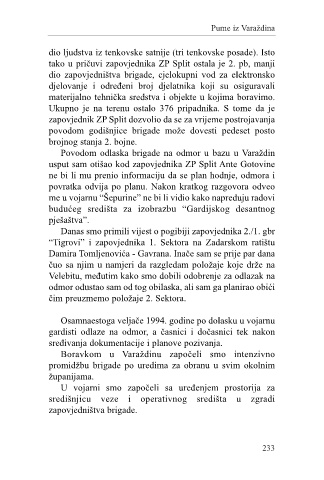 Pume iz Varaždina
dio ljudstva iz tenkovske satnije (tri tenkovske posade). Isto
tako u pričuvi zapovjednika ZP Split ostala je 2. pb, manji
dio zapovjedništva brigade, cjelokupni vod za elektronsko
djelovanje i određeni broj djelatnika koji su osiguravali
materijalno tehnička sredstva i objekte u kojima boravimo.
Ukupno je na terenu ostalo 376 pripadnika. S tome da je
zapovjednik ZP Split dozvolio da se za vrijeme postrojavanja
povodom godišnjice brigade može dovesti pedeset posto
brojnog stanja 2. bojne.
Povodom odlaska brigade na odmor u bazu u Varaždin
usput sam otišao kod zapovjednika ZP Split Ante Gotovine
ne bi li mu prenio informaciju da se plan hodnje, odmora i
povratka odvija po planu. Nakon kratkog razgovora odveo
me u vojarnu “Šepurine” ne bi li vidio kako napreduju radovi
budućeg središta za izobrazbu “Gardijskog desantnog
pješaštva”.
Danas smo primili vijest o pogibiji zapovjednika 2./1. gbr
“Tigrovi” i zapovjednika 1. Sektora na Zadarskom ratištu
Damira Tomljenovića - Gavrana. Inače sam se prije par dana
čuo sa njim u namjeri da razgledam položaje koje drže na
Velebitu, međutim kako smo dobili odobrenje za odlazak na
odmor odustao sam od tog obilaska, ali sam ga planirao obići
čim preuzmemo položaje 2. Sektora.
Osamnaestoga veljače 1994. godine po dolasku u vojarnu
gardisti odlaze na odmor, a časnici i dočasnici tek nakon
sređivanja dokumentacije i planove pozivanja.
Boravkom u Varaždinu započeli smo intenzivno
promidžbu brigade po uredima za obranu u svim okolnim
županijama.
U vojarni smo započeli sa uređenjem prostorija za
središnjicu veze i operativnog središta u zgradi
zapovjedništva brigade.
233